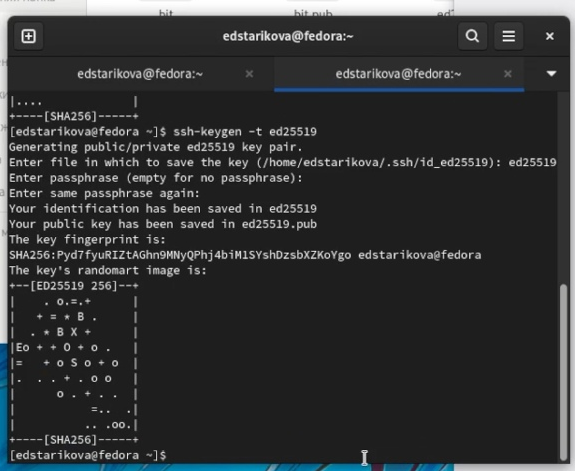 bit
bit.pub
edstarikova@fedora:~
edstarikova@fedora:~ ×
edstarikova@fedora:~ ×
|.... |
+----[SHA256]-----+
[edstarikova@fedora ~]$ ssh-keygen -t ed25519
Generating public/private ed25519 key pair.
Enter file in which to save the key (/home/edstarikova/.ssh/id_ed25519): ed25519
Enter passphrase (empty for no passphrase):
Enter same passphrase again:
Your identification has been saved in ed25519
Your public key has been saved in ed25519.pub
The key fingerprint is:
SHA256:Pyd7fyuRIZtAGhn9MNyQPhj4biM1SYshDzsbXZKoYgo edstarikova@fedora
The key's randomart image is:
+--[ED25519 256]--+
|    . o.=.+      |
|   + = * B .     |
|  . * B X +      |
|Eo + + O + o .   |
|=   + o S o + o  |
|.  . . + . o o   |
|      o . + . .  |
|           =..  .|
|          .. .oo.|
+----[SHA256]-----+
[edstarikova@fedora ~]$